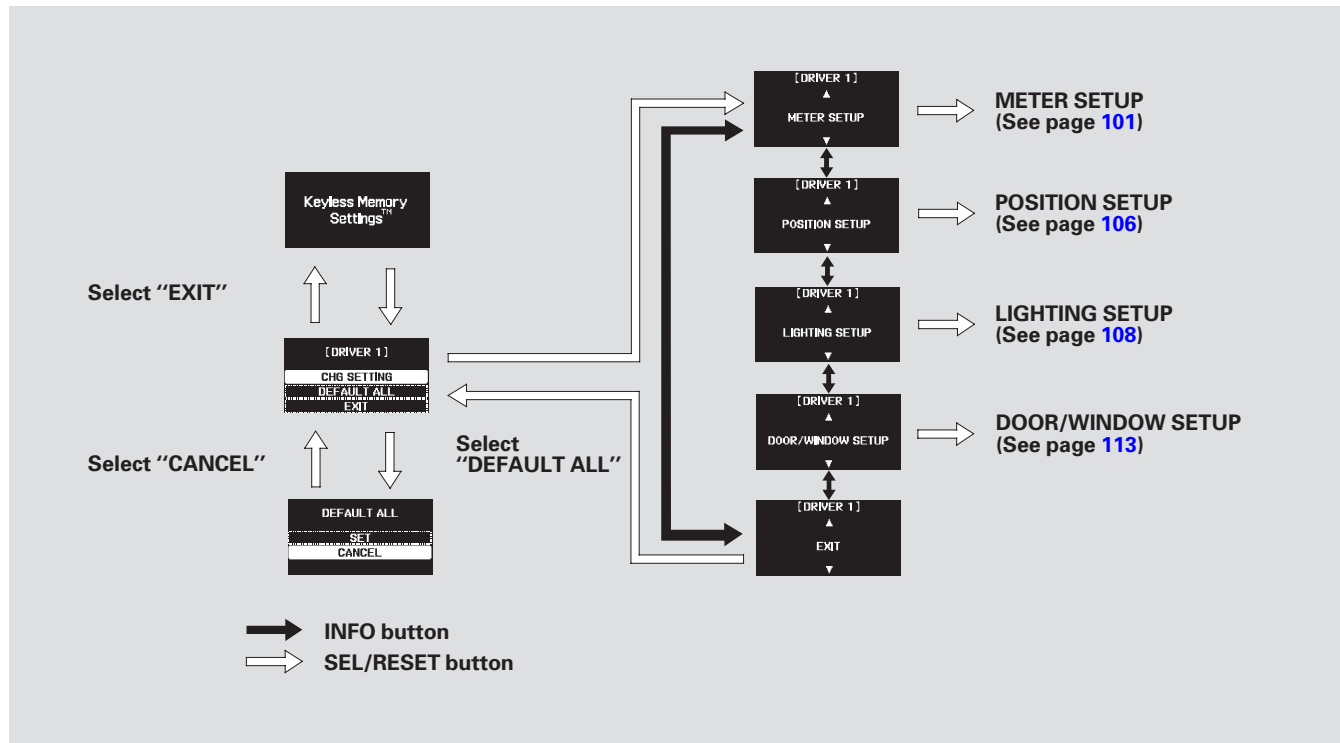 Keyless Memory
Settings™
Select “EXIT”
[DRIVER 1]
CHG SETTING
DEFAULT ALL
EXIT
Select “CANCEL”
Select
“DEFAULT ALL”
DEFAULT ALL
SET
CANCEL
[DRIVER 1]
METER SETUP
METER SETUP
(See page 101)
[DRIVER 1]
POSITION SETUP
POSITION SETUP
(See page 106)
[DRIVER 1]
LIGHTING SETUP
LIGHTING SETUP
(See page 108)
[DRIVER 1]
DOOR/WINDOW SETUP
DOOR/WINDOW SETUP
(See page 113)
[DRIVER 1]
EXIT
INFO button
SEL/RESET button